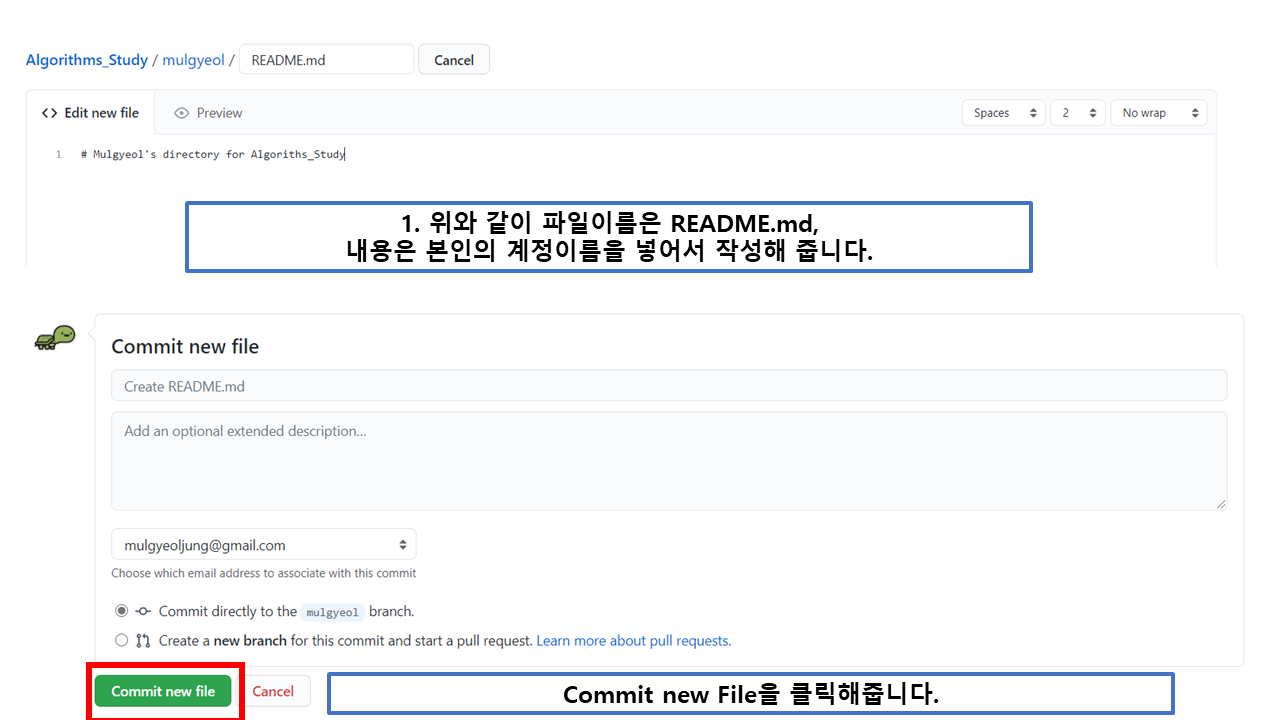 Algorithms_Study / mulgyeol / README.md Cancel
Edit new file Preview Spaces 2 No wrap
1 # Mulgyeol's directory for Algoriths_Study
1. 위와 같이 파일이름은 README.md,
내용은 본인의 계정이름을 넣어서 작성해 줍니다.
Commit new file
Create README.md
Add an optional extended description...
mulgyeoljung@gmail.com
Choose which email address to associate with this commit
Commit directly to the mulgyeol branch.
Create a new branch for this commit and start a pull request. Learn more about pull requests.
Commit new file Cancel
Commit new File을 클릭해줍니다.